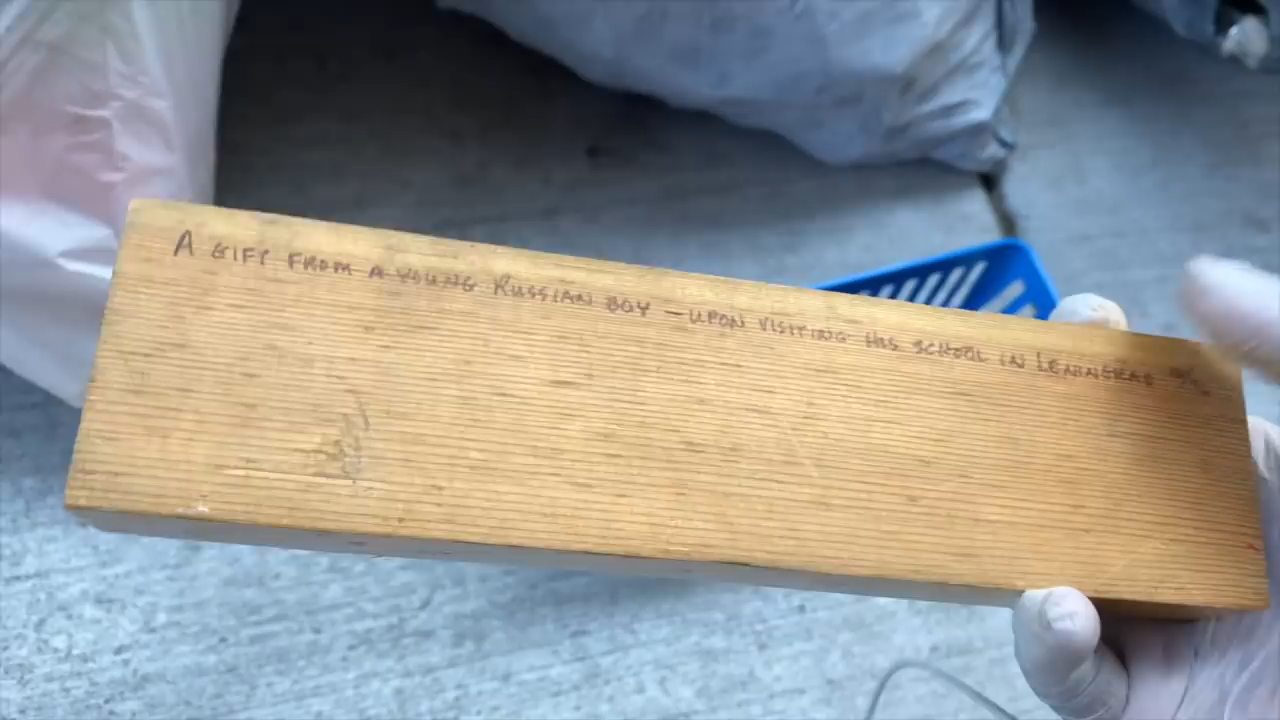 A GIFT FROM A YOUNG RUSSIAN BOY — UPON VISITING HIS SCHOOL IN LENINGRAD